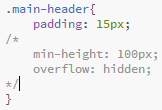 .main-header{
    padding: 15px;
/*
    min-height: 100px;
    overflow: hidden;
*/
}